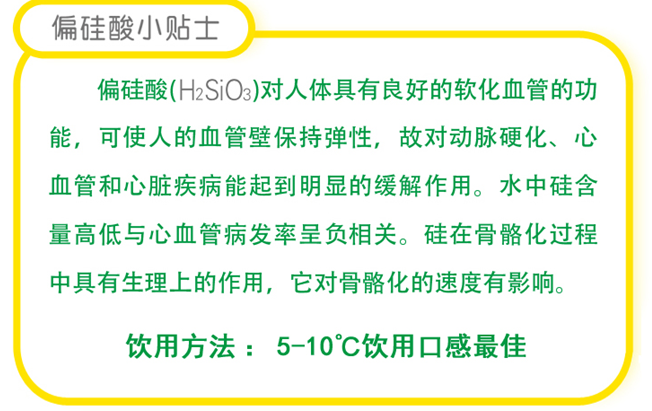 偏硅酸小贴士
偏硅酸(H₂SiO₃)对人体具有良好的软化血管的功
能，可使人的血管壁保持弹性，故对动脉硬化、心
血管和心脏疾病能起到明显的缓解作用。水中硅含
量高低与心血管病发率呈负相关。硅在骨骼化过程
中具有生理上的作用，它对骨骼化的速度有影响。
饮用方法：5-10℃饮用口感最佳